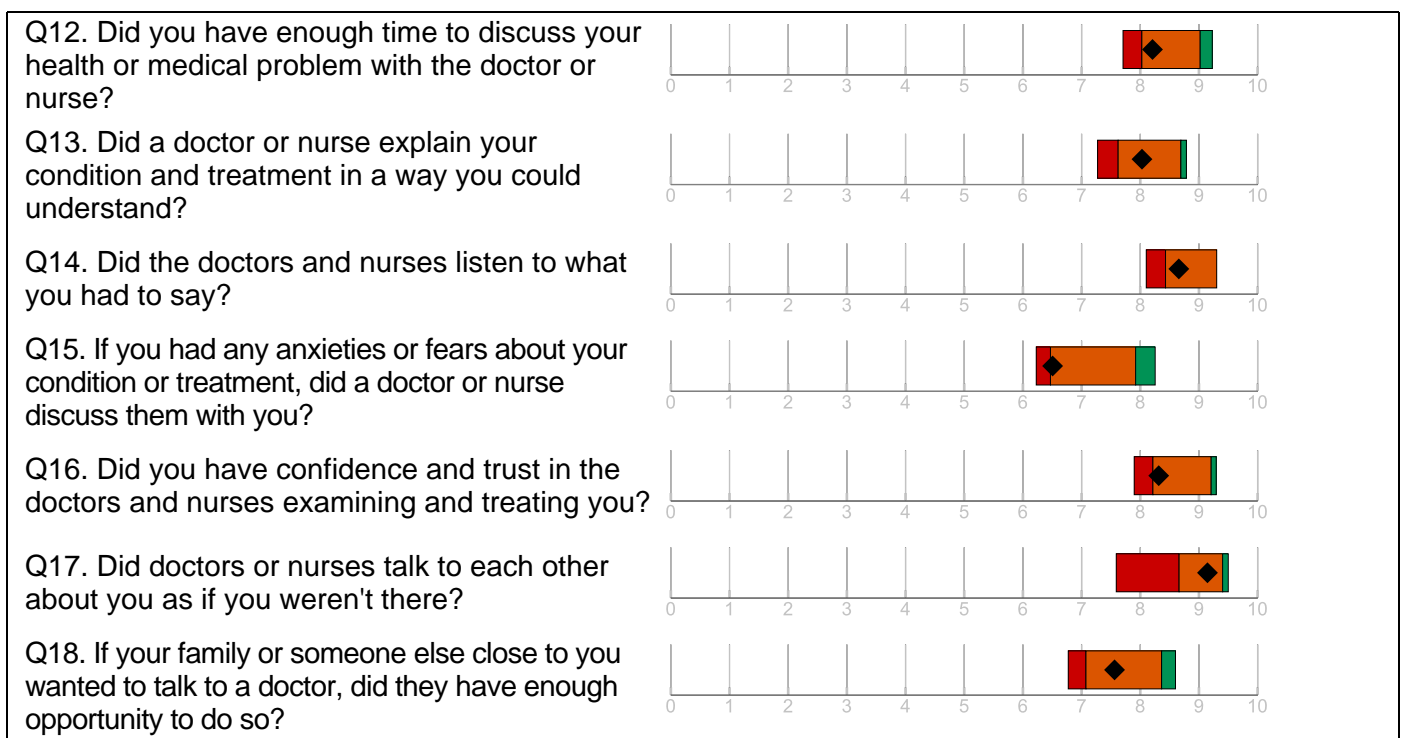 Q12. Did you have enough time to discuss your
health or medical problem with the doctor or
nurse?
0 1 2 3 4 5 6 7 8 9 10
Q13. Did a doctor or nurse explain your
condition and treatment in a way you could
understand?
0 1 2 3 4 5 6 7 8 9 10
Q14. Did the doctors and nurses listen to what
you had to say?
0 1 2 3 4 5 6 7 8 9 10
Q15. If you had any anxieties or fears about your
condition or treatment, did a doctor or nurse
discuss them with you?
0 1 2 3 4 5 6 7 8 9 10
Q16. Did you have confidence and trust in the
doctors and nurses examining and treating you?
0 1 2 3 4 5 6 7 8 9 10
Q17. Did doctors or nurses talk to each other
about you as if you weren't there?
0 1 2 3 4 5 6 7 8 9 10
Q18. If your family or someone else close to you
wanted to talk to a doctor, did they have enough
opportunity to do so?
0 1 2 3 4 5 6 7 8 9 10